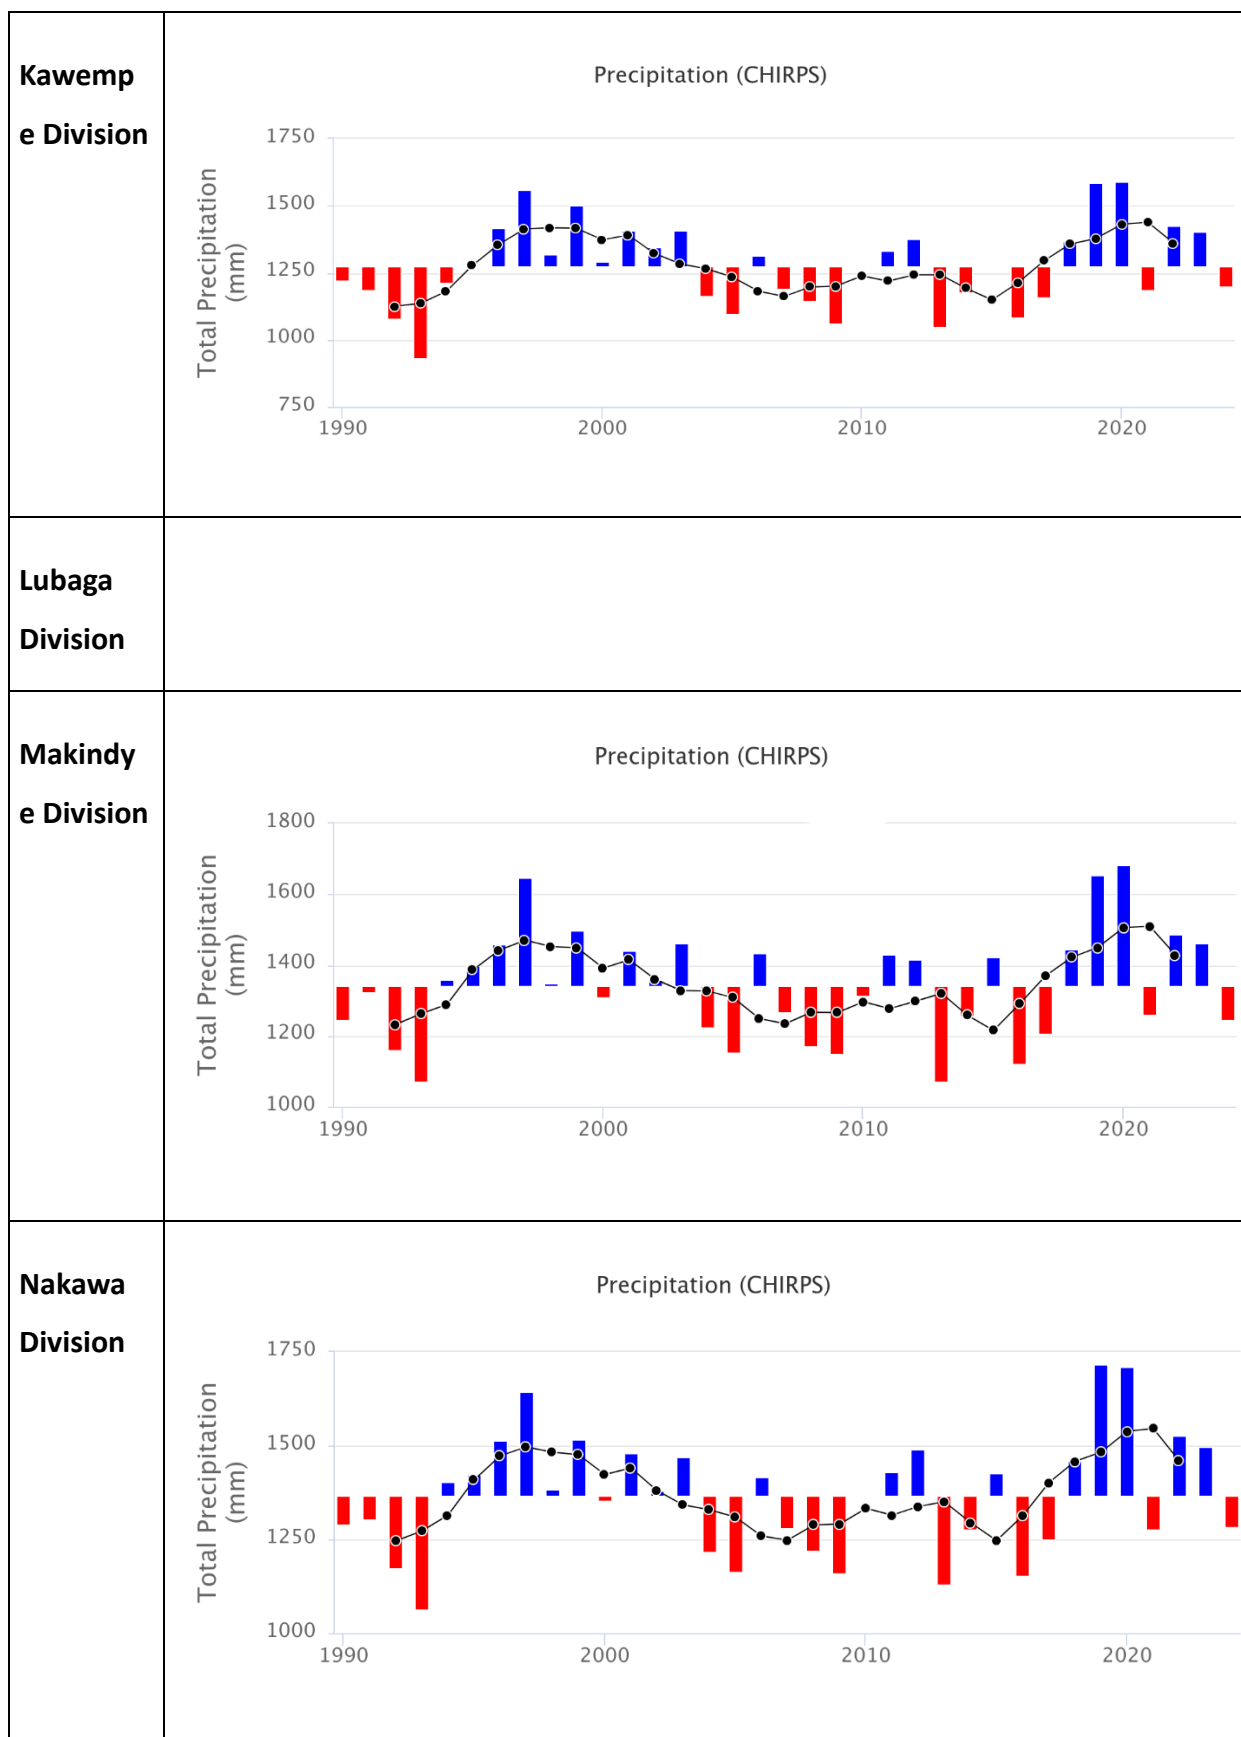 Kawemp
e Division
Precipitation (CHIRPS)
Total Precipitation
(mm)
1750
1500
1250
1000
750
1990 2000 2010 2020
Lubaga
Division
Makindy
e Division
Precipitation (CHIRPS)
Total Precipitation
(mm)
1800
1600
1400
1200
1000
1990 2000 2010 2020
Nakawa
Division
Precipitation (CHIRPS)
Total Precipitation
(mm)
1750
1500
1250
1000
1990 2000 2010 2020